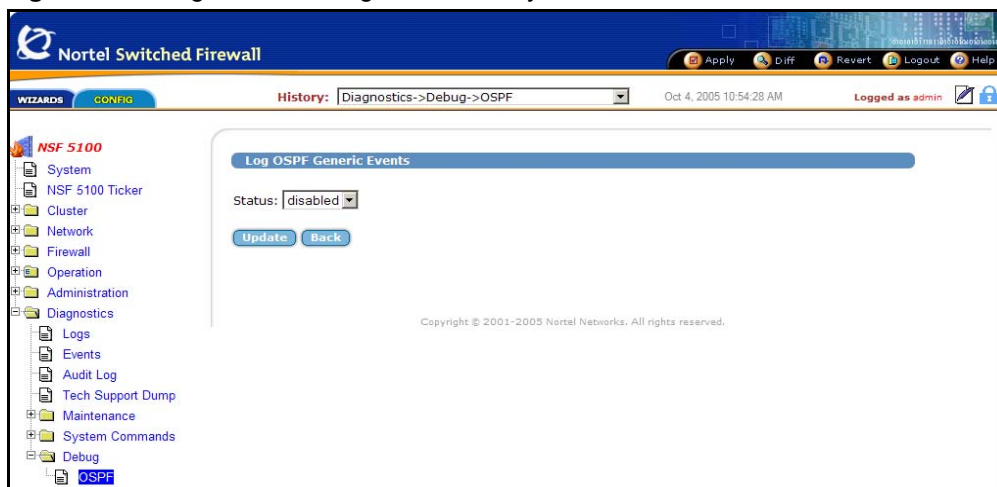 Nortel Switched Firewall
Apply Diff Revert Logout Help
WIZARDS CONFIG
History: Diagnostics->Debug->OSPF
Oct 4, 2005 10:54:28 AM
Logged as admin
NSF 5100
System
NSF 5100 Ticker
Cluster
Network
Firewall
Operation
Administration
Diagnostics
Logs
Events
Audit Log
Tech Support Dump
Maintenance
System Commands
Debug
OSPF
Log OSPF Generic Events
Status: disabled
Update Back
Copyright © 2001-2005 Nortel Networks. All rights reserved.